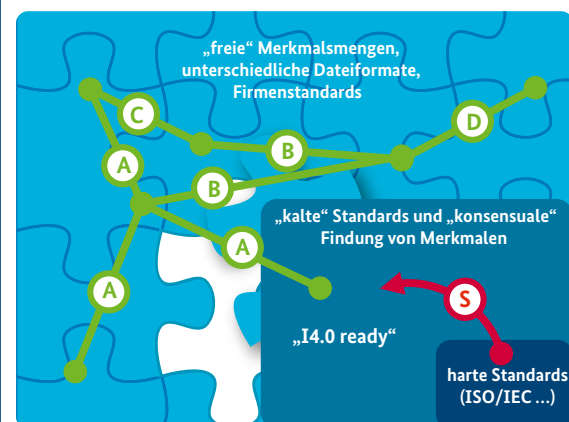 „freie“ Merkmalsmengen,
unterschiedliche Dateiformate,
Firmenstandards
C
D
B
A
B
„kalte“ Standards und „konsensuale“
Findung von Merkmalen
A
A
S
„I4.0 ready“
harte Standards
(ISO/IEC ...)